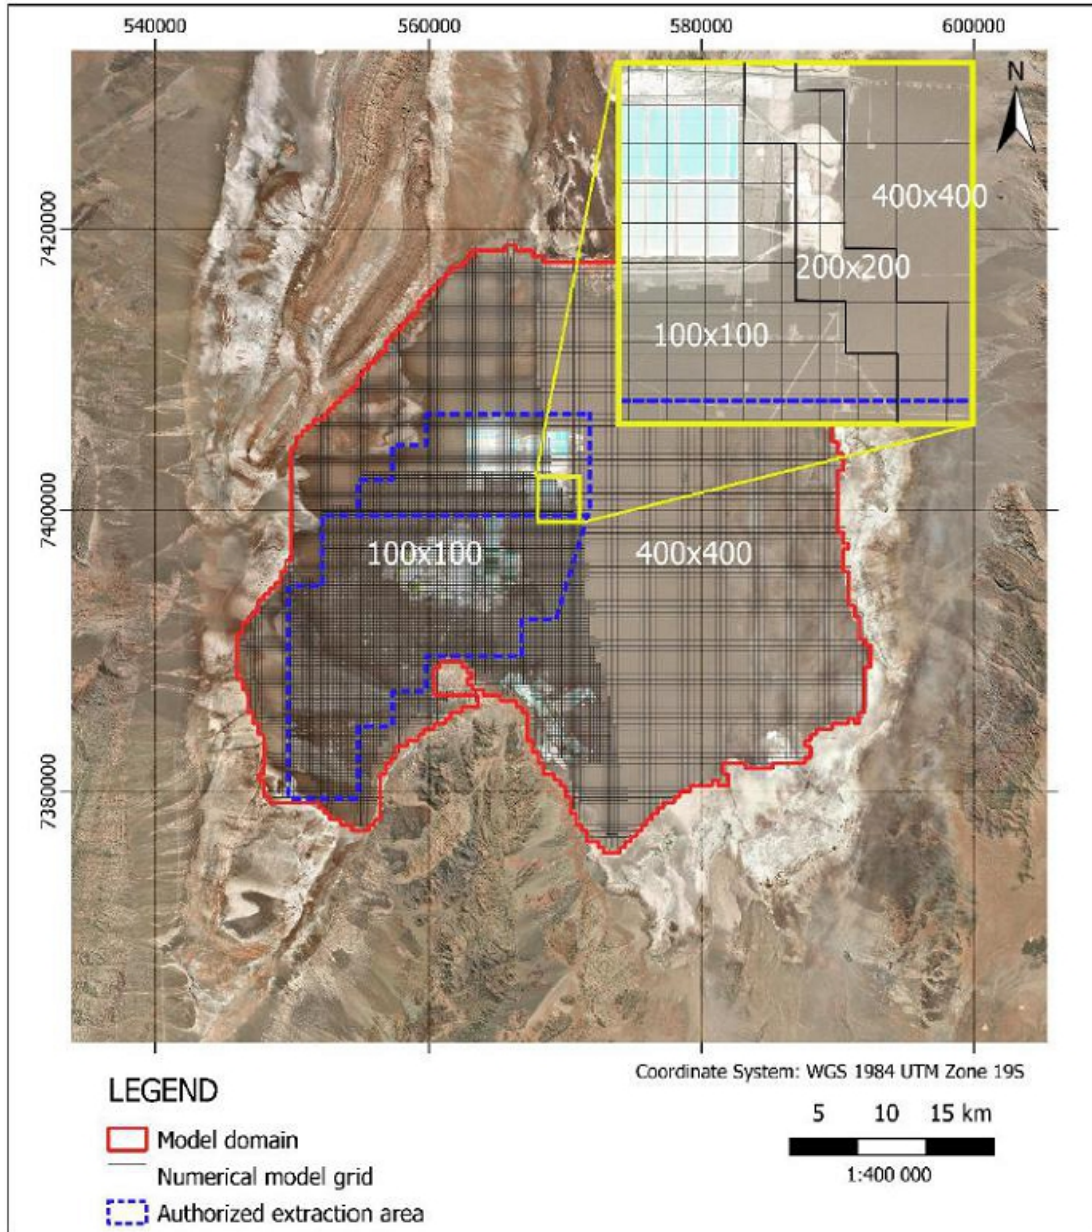 540000 560000 580000 600000
N
7420000
7400000
7380000
400x400
200x200
100x100
100x100 400x400
Coordinate System: WGS 1984 UTM Zone 19S
LEGEND
Model domain
Numerical model grid
Authorized extraction area
5 10 15 km
1:400 000